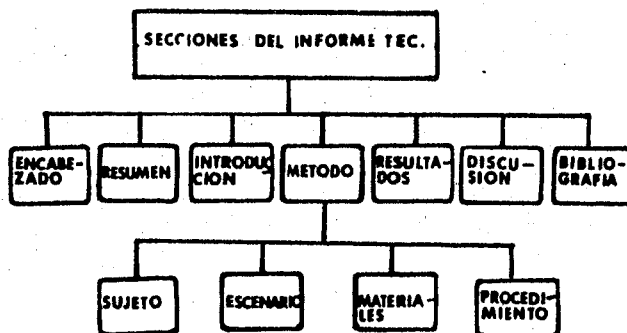 SECCIONES DEL INFORME TEC.
ENCABE-
ZADO
RESUMEN
INTRODUC
CION
METODO
RESULTA-
DOS
DISCU-
SION
BIBLIO-
GRAFIA
SUJETO
ESCENARIO
MATERIA-
LES
PROCEDI-
MIENTO